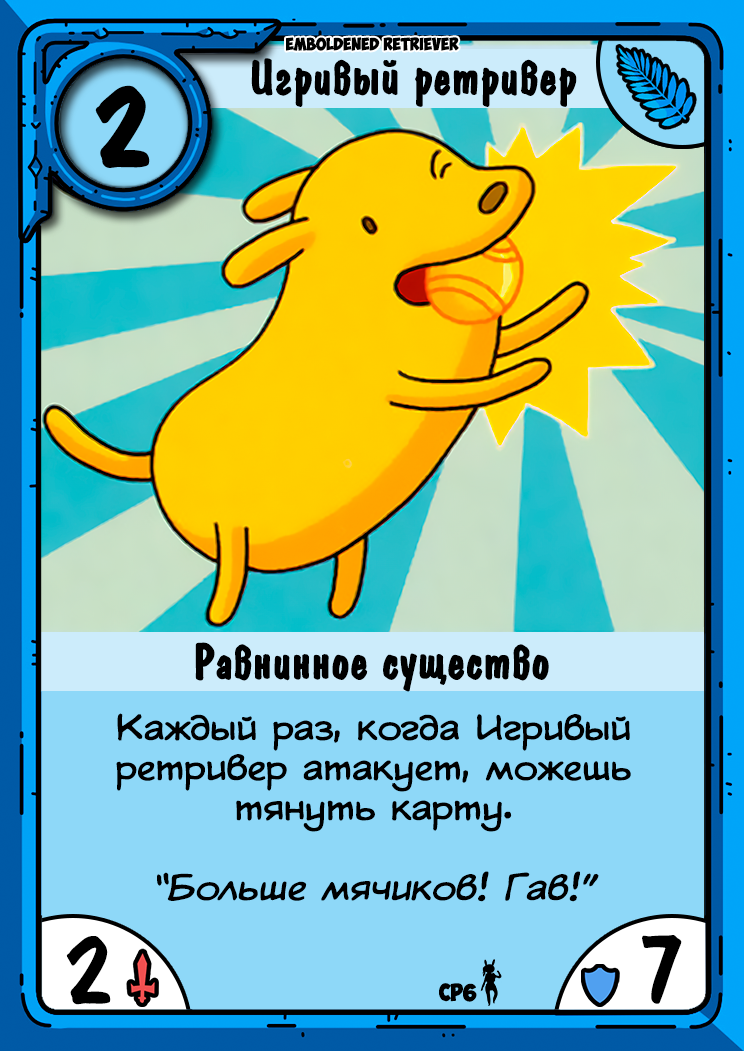 EMBOLDENED RETRIEVER
Игривый ретривер
2
Равнинное существо
Каждый раз, когда Игривый
ретривер атакует, можешь
тянуть карту.
"Больше мячиков! Гав!"
2
CP6
7